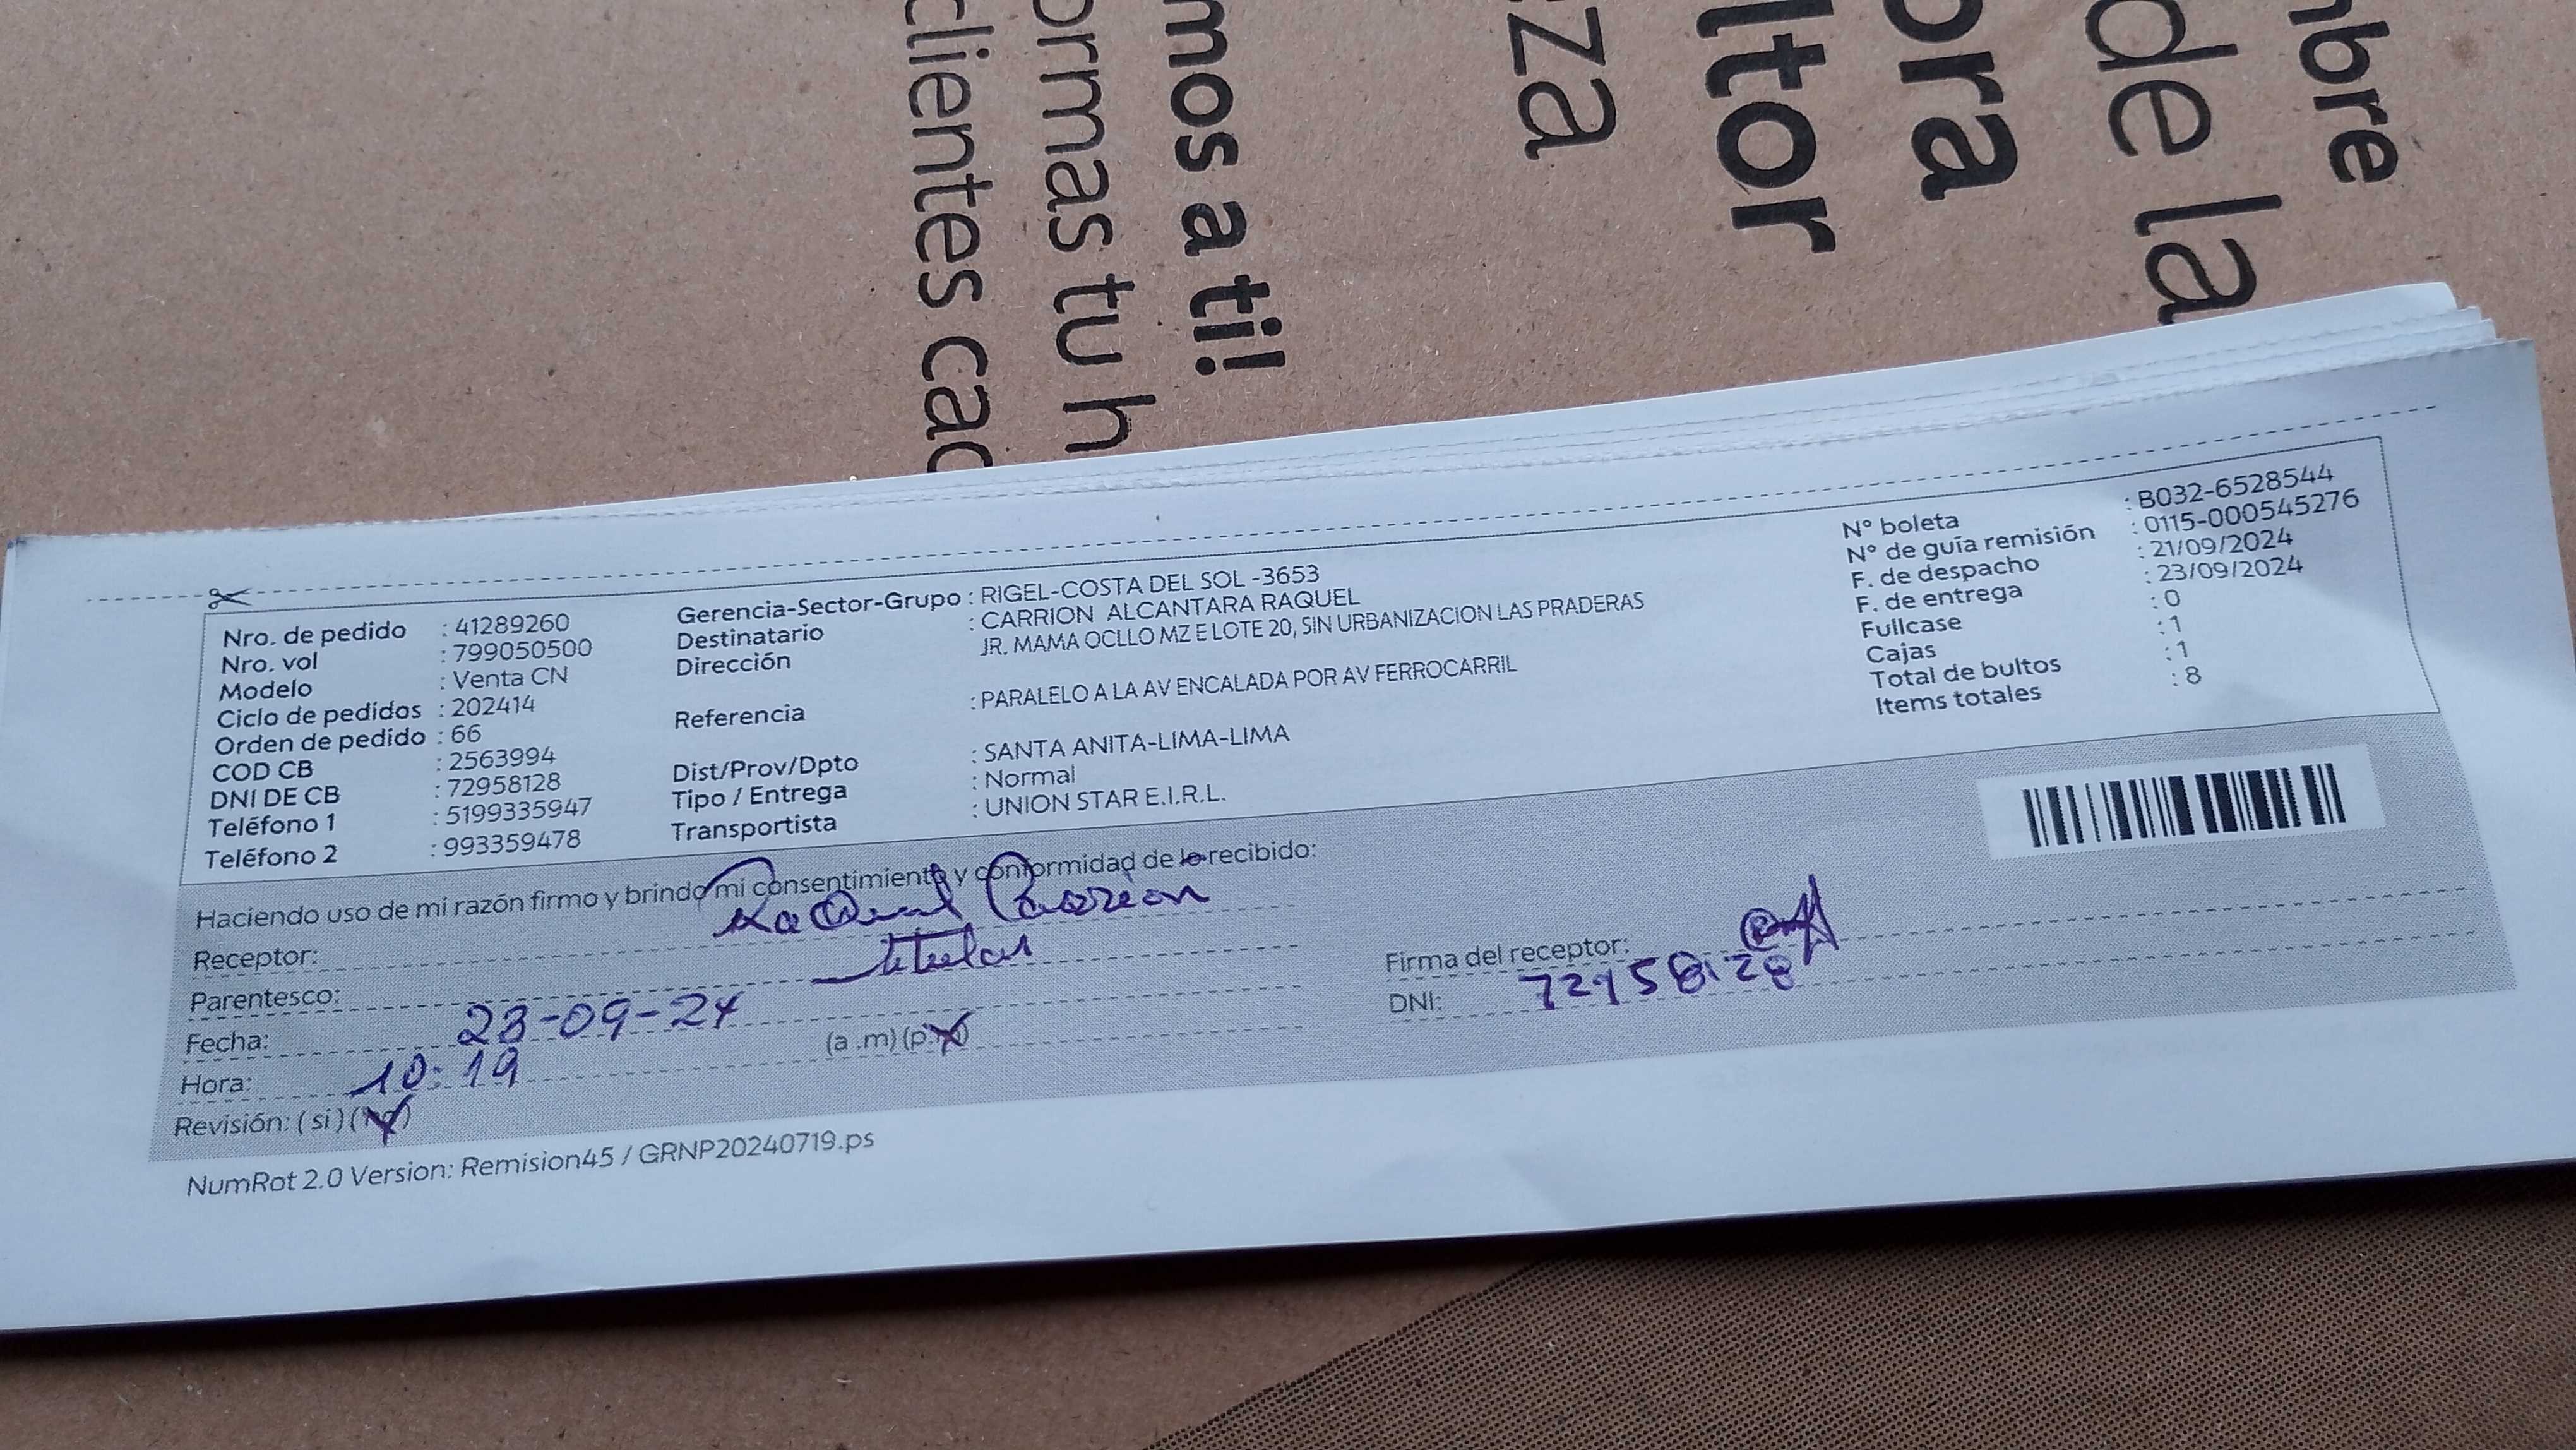 clientes cad
ormas tu h
mos a ti!
za
ltor
bra
de la
mbre
Nro. de pedido : 41289260
Nro. vol : 799050500
Modelo : Venta CN
Ciclo de pedidos : 202414
Orden de pedido : 66
COD CB : 2563994
DNI DE CB : 72958128
Teléfono 1 : 5199335947
Teléfono 2 : 993359478
Gerencia-Sector-Grupo : RIGEL-COSTA DEL SOL -3653
Destinatario : CARRION ALCANTARA RAQUEL
Dirección JR. MAMA OCLLO MZ E LOTE 20, SIN URBANIZACION LAS PRADERAS
Referencia : PARALELO A LA AV ENCALADA POR AV FERROCARRIL
Dist/Prov/Dpto : SANTA ANITA-LIMA-LIMA
Tipo / Entrega : Normal
Transportista : UNION STAR E.I.R.L.
N° boleta : B032-6528544
N° de guía remisión : 0115-000545276
F. de despacho : 21/09/2024
F. de entrega : 23/09/2024
Fullcase : 0
Cajas : 1
Total de bultos : 1
Items totales : 8
Haciendo uso de mi razón firmo y brindo mi consentimiento y conformidad de lo recibido:
Receptor: Raquel Carrion
Parentesco: titular
Fecha: 23-09-24
Hora: 10:19 (a .m) (p.m)
Revisión: ( si ) (no)
Firma del receptor:
DNI: 72958128
NumRot 2.0 Version: Remision45 / GRNP20240719.ps